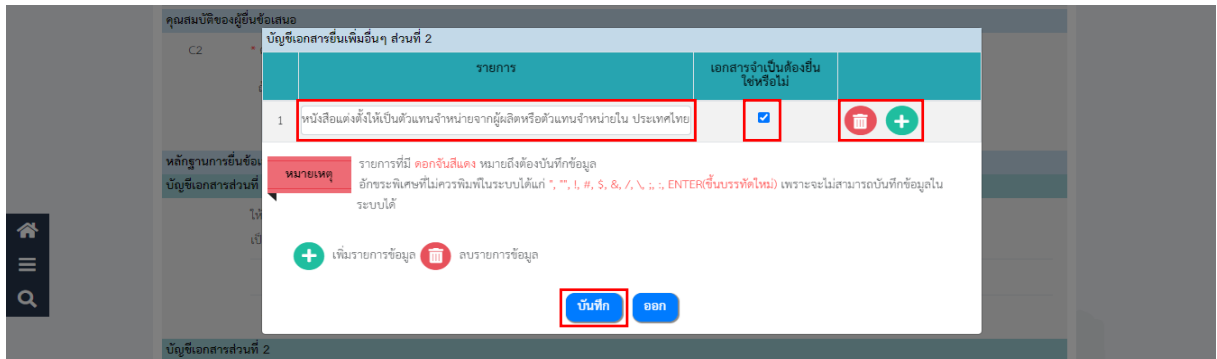 คุณสมบัติของผู้ยื่นข้อเสนอ
บัญชีเอกสารยื่นเพิ่มอื่นๆ ส่วนที่ 2
C2 *
รายการ
เอกสารจำเป็นต้องยื่น
ใช่หรือไม่
1 หนังสือแต่งตั้งให้เป็นตัวแทนจำหน่ายจากผู้ผลิตหรือตัวแทนจำหน่ายใน ประเทศไทย
หลักฐานการยื่นข้อเ
รายการที่มี ดอกจันสีแดง หมายถึงต้องบันทึกข้อมูล
หมายเหตุ
บัญชีเอกสารส่วนที่
อักขระพิเศษที่ไม่ควรพิมพ์ในระบบได้แก่ ', "", !, #, $, &, /, \, ;, :, ENTER(ขึ้นบรรทัดใหม่) เพราะจะไม่สามารถบันทึกข้อมูลใน
ระบบได้
ให้
เป็
เพิ่มรายการข้อมูล ลบรายการข้อมูล
บันทึก ออก
บัญชีเอกสารส่วนที่ 2